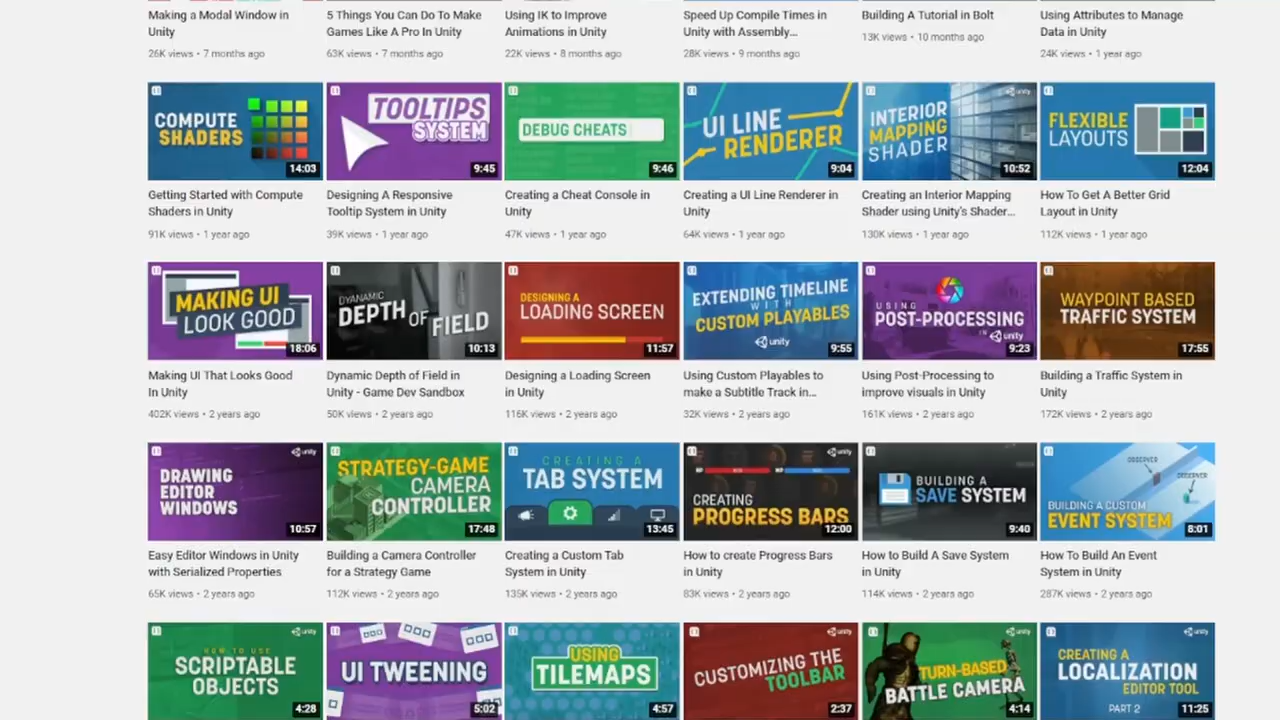 Making a Modal Window in
Unity
26K views • 7 months ago
5 Things You Can Do To Make
Games Like A Pro In Unity
63K views • 7 months ago
Using IK to Improve
Animations in Unity
22K views • 8 months ago
Speed Up Compile Times in
Unity with Assembly...
28K views • 9 months ago
Building A Tutorial in Bolt
13K views • 10 months ago
Using Attributes to Manage
Data in Unity
24K views • 1 year ago
COMPUTE
SHADERS
14:03
Getting Started with Compute
Shaders in Unity
91K views • 1 year ago
TOOLTIPS
SYSTEM
9:45
Designing A Responsive
Tooltip System in Unity
39K views • 1 year ago
DEBUG CHEATS
9:46
Creating a Cheat Console in
Unity
47K views • 1 year ago
UI LINE
RENDERER
9:04
Creating a UI Line Renderer in
Unity
64K views • 1 year ago
unity
INTERIOR
MAPPING
SHADER
10:52
Creating an Interior Mapping
Shader using Unity's Shader...
130K views • 1 year ago
FLEXIBLE
LAYOUTS
12:04
How To Get A Better Grid
Layout in Unity
112K views • 1 year ago
MAKING UI
LOOK GOOD
18:06
Making UI That Looks Good
In Unity
402K views • 2 years ago
DYANAMIC
DEPTH OF FIELD
10:13
Dynamic Depth of Field in
Unity - Game Dev Sandbox
50K views • 2 years ago
DESIGNING A
LOADING SCREEN
11:57
Designing a Loading Screen
in Unity
116K views • 2 years ago
EXTENDING TIMELINE
WITH
CUSTOM PLAYABLES
unity
9:55
Using Custom Playables to
make a Subtitle Track in...
32K views • 2 years ago
USING
POST-PROCESSING
IN unity
9:23
Using Post-Processing to
improve visuals in Unity
161K views • 2 years ago
WAYPOINT BASED
TRAFFIC SYSTEM
17:55
Building a Traffic System in
Unity
172K views • 2 years ago
unity
DRAWING
EDITOR
WINDOWS
10:57
Easy Editor Windows in Unity
with Serialized Properties
65K views • 2 years ago
STRATEGY-GAME
CAMERA
CONTROLLER
17:48
Building a Camera Controller
for a Strategy Game
112K views • 2 years ago
CREATING A
TAB SYSTEM
13:45
Creating a Custom Tab
System in Unity
135K views • 2 years ago
unity
CREATING
PROGRESS BARS
12:00
How to create Progress Bars
in Unity
83K views • 2 years ago
unity
BUILDING A
SAVE SYSTEM
9:40
How to Build A Save System
in Unity
114K views • 2 years ago
OBSERVER
OBSERVER
BUILDING A CUSTOM
EVENT SYSTEM
8:01
How To Build An Event
System in Unity
287K views • 2 years ago
unity
HOW TO USE
SCRIPTABLE
OBJECTS
4:28
UI TWEENING
5:02
USING
TILEMAPS
4:57
unity
CUSTOMIZING THE
TOOLBAR
2:37
unity
TURN-BASED
BATTLE CAMERA
4:14
unity
CREATING A
LOCALIZATION
EDITOR TOOL
PART 2
11:25